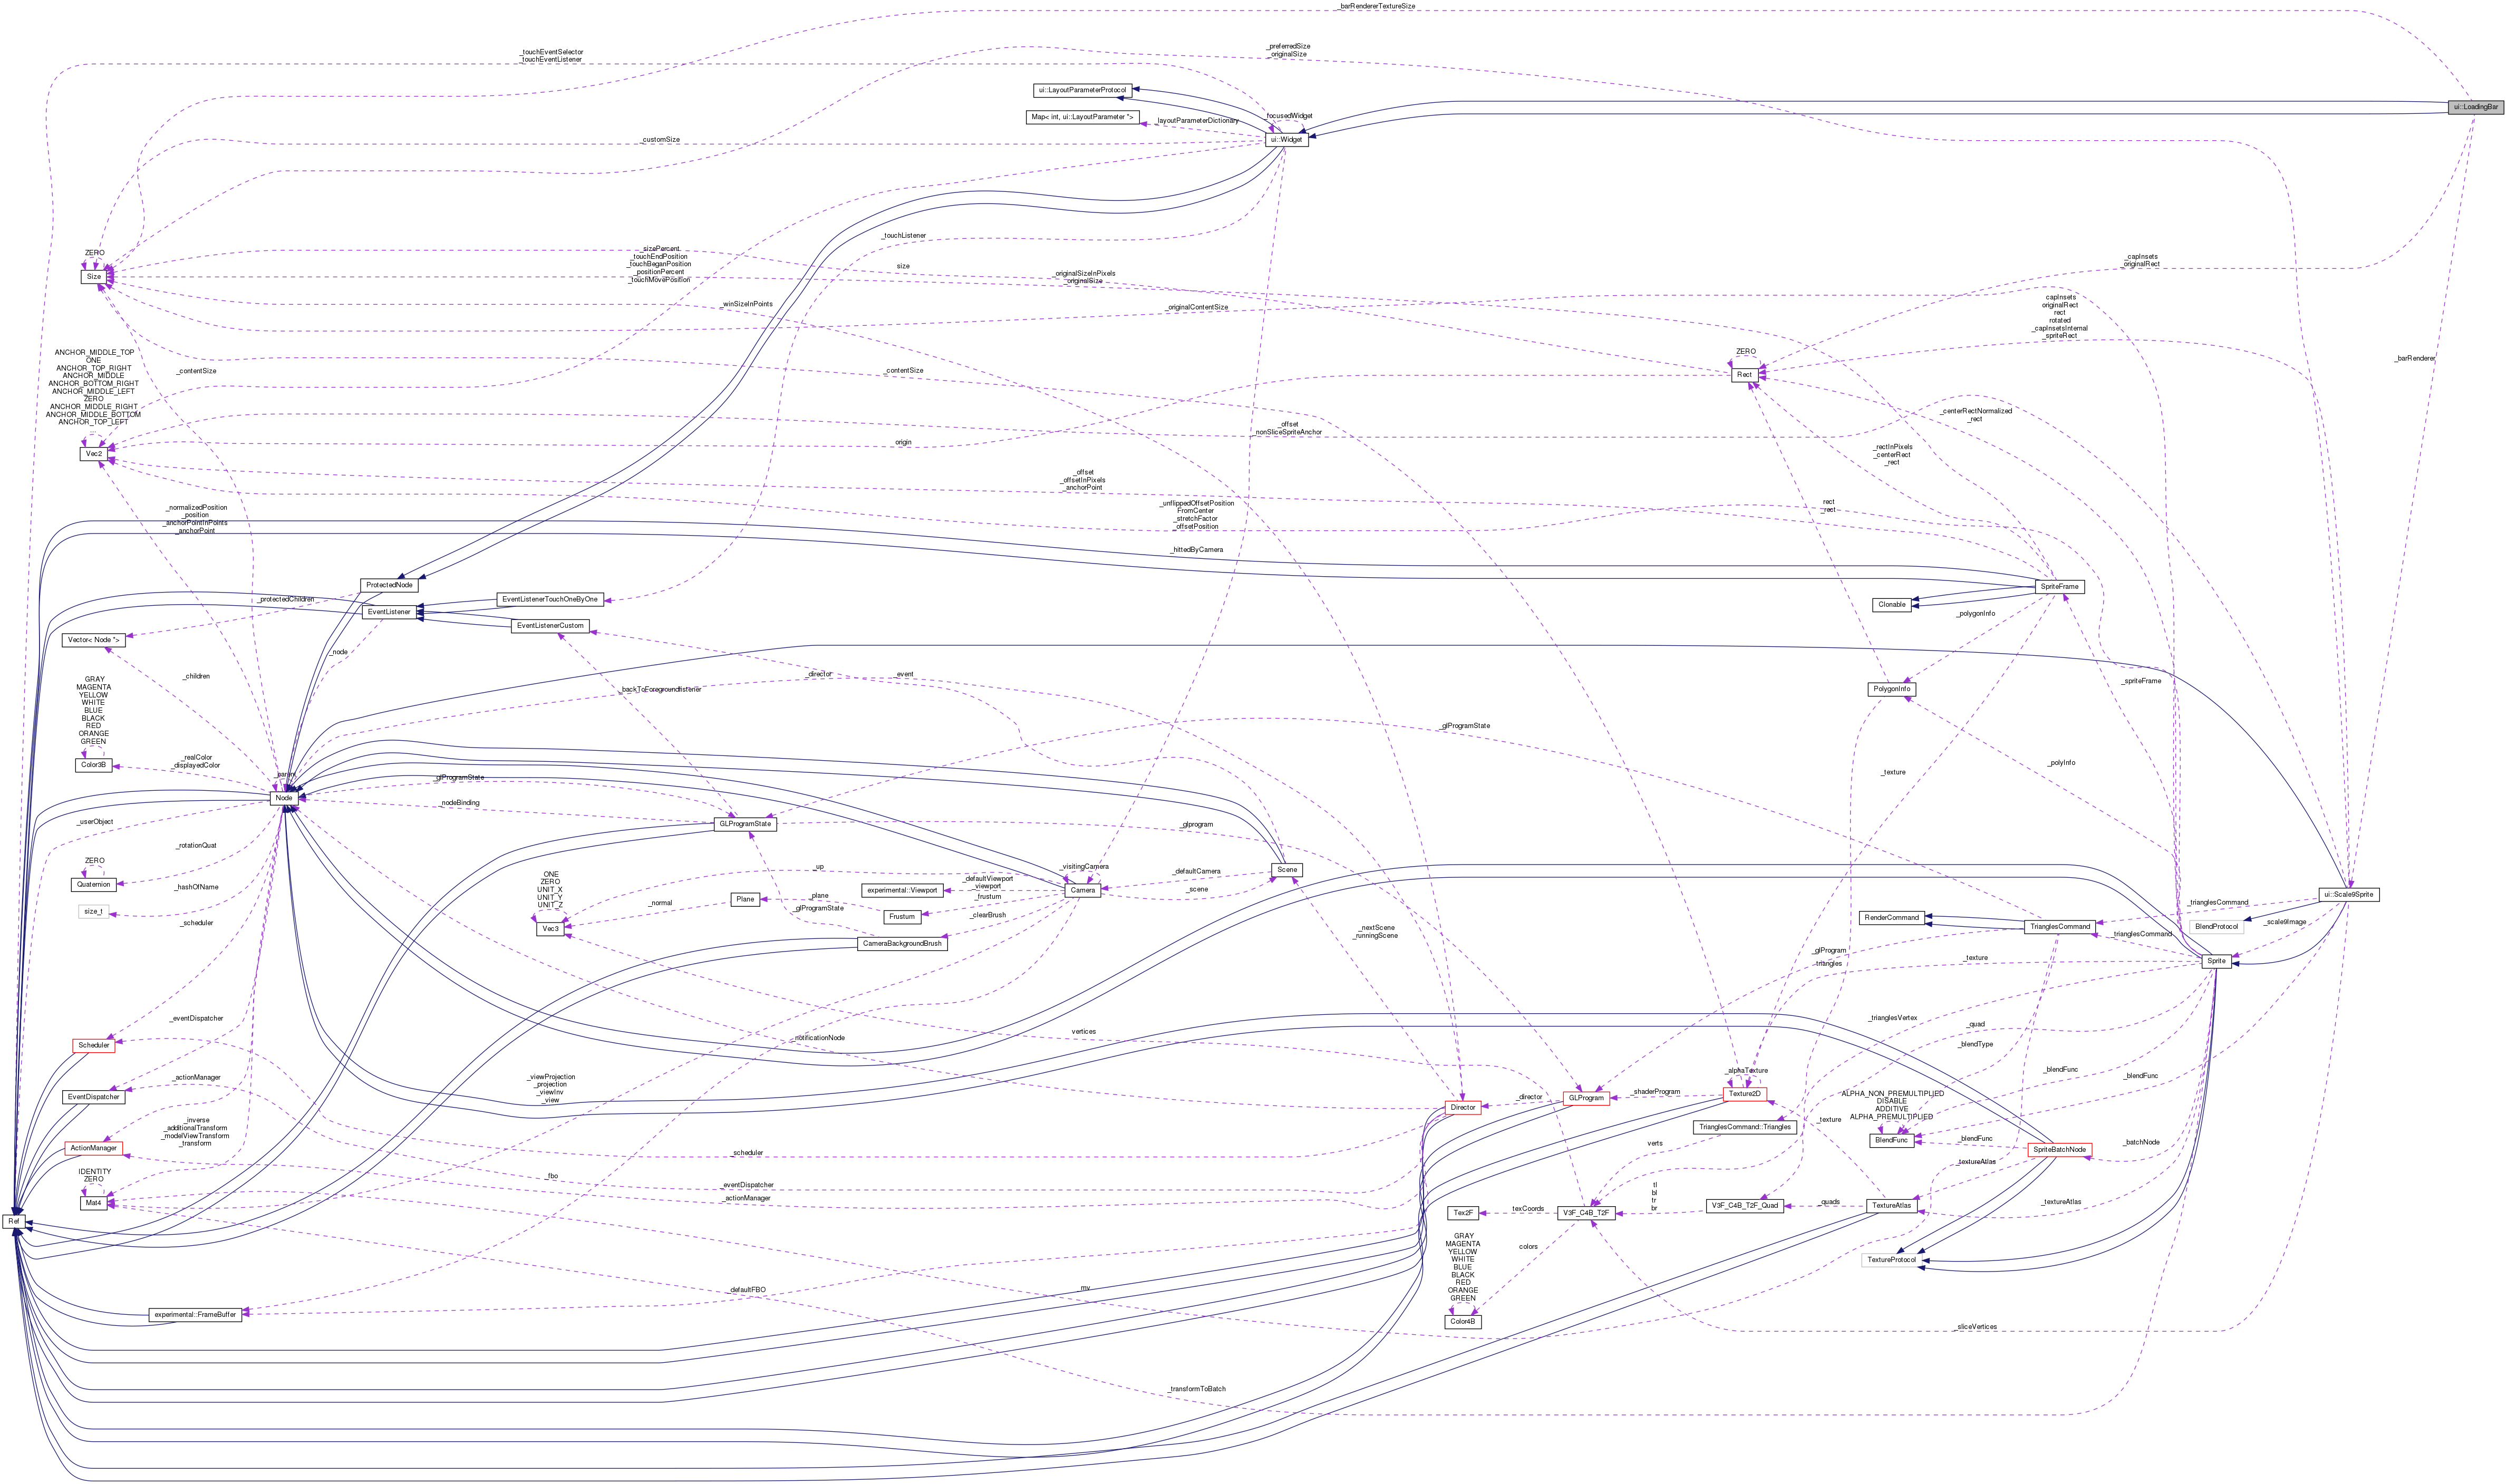 _barRendererTextureSize
_touchEventSelector
_touchEventListener
_preferredSize
_originalSize
ui::LayoutParameterProtocol
ui::LoadingBar
Map< int, ui::LayoutParameter *>
_layoutParameterDictionary
_focusedWidget
ui::Widget
_customSize
_touchListener
ZERO
Size
_sizePercent
_touchEndPosition
_touchBeganPosition
_positionPercent
_touchMovePosition
size
_originalSizeInPixels
_originalSize
_capInsets
_originalRect
_winSizeInPoints
_originalContentSize
capInsets
originalRect
rect
rotated
_capInsetsInternal
_spriteRect
_barRenderer
ANCHOR_MIDDLE_TOP
ONE
ANCHOR_TOP_RIGHT
ANCHOR_MIDDLE
ANCHOR_BOTTOM_RIGHT
ANCHOR_MIDDLE_LEFT
ZERO
ANCHOR_MIDDLE_RIGHT
ANCHOR_MIDDLE_BOTTOM
ANCHOR_TOP_LEFT
...
Vec2
_contentSize
_contentSize
ZERO
Rect
_centerRectNormalized
_rect
origin
_offset
_nonSliceSpriteAnchor
_rectInPixels
_centerRect
_rect
_offset
_offsetInPixels
_anchorPoint
_normalizedPosition
_position
_anchorPointInPoints
_anchorPoint
_unflippedOffsetPosition
FromCenter
_stretchFactor
_offsetPosition
rect
_rect
_hittedByCamera
ProtectedNode
SpriteFrame
_protectedChildren
EventListenerTouchOneByOne
EventListener
Clonable
_polygonInfo
EventListenerCustom
Vector< Node *>
_node
_children
_director
_event
_backToForegroundlistener
PolygonInfo
_spriteFrame
GRAY
MAGENTA
YELLOW
WHITE
BLUE
BLACK
RED
ORANGE
GREEN
Color3B
_realColor
_displayedColor
_glProgramState
_polyInfo
_texture
_parent
Node
_glProgramState
nodeBinding
GLProgramState
_glprogram
_userObject
_rotationQuat
ZERO
Quaternion
_hashOfName
size_t
_scheduler
_up
_visitingCamera
Scene
_defaultCamera
ONE
ZERO
UNIT_X
UNIT_Y
UNIT_Z
Vec3
_normal
Plane
_plane
experimental::Viewport
_defaultViewport
_viewport
_frustum
Frustum
Camera
_scene
_glProgramState
_clearBrush
CameraBackgroundBrush
_nextScene
_runningScene
ui::Scale9Sprite
RenderCommand
TrianglesCommand
_trianglesCommand
BlendProtocol
_scale9Image
_trianglesCommand
_glProgram
triangles
_texture
Sprite
_trianglesVertex
_quad
_blendType
_eventDispatcher
Scheduler
vertices
_notificationNode
_actionManager
EventDispatcher
_viewProjection
_projection
_viewInv
_view
_alphaTexture
_blendFunc
_blendFunc
_director
GLProgram
_shaderProgram
Texture2D
Director
TrianglesCommand::Triangles
_texture
ALPHA_NON_PREMULTIPLIED
DISABLE
ADDITIVE
ALPHA_PREMULTIPLIED
BlendFunc
_blendFunc
SpriteBatchNode
_batchNode
_inverse
_additionalTransform
_modelViewTransform
_transform
ActionManager
_scheduler
verts
_textureAtlas
IDENTITY
ZERO
Mat4
_fbo
_eventDispatcher
_actionManager
tl
bl
tr
br
V3F_C4B_T2F_Quad
_quads
TextureAtlas
_textureAtlas
Ref
Tex2F
texCoords
V3F_C4B_T2F
GRAY
MAGENTA
YELLOW
WHITE
BLUE
BLACK
RED
ORANGE
GREEN
Color4B
colors
TextureProtocol
_defaultFBO
_mv
experimental::FrameBuffer
_sliceVertices
_transformToBatch